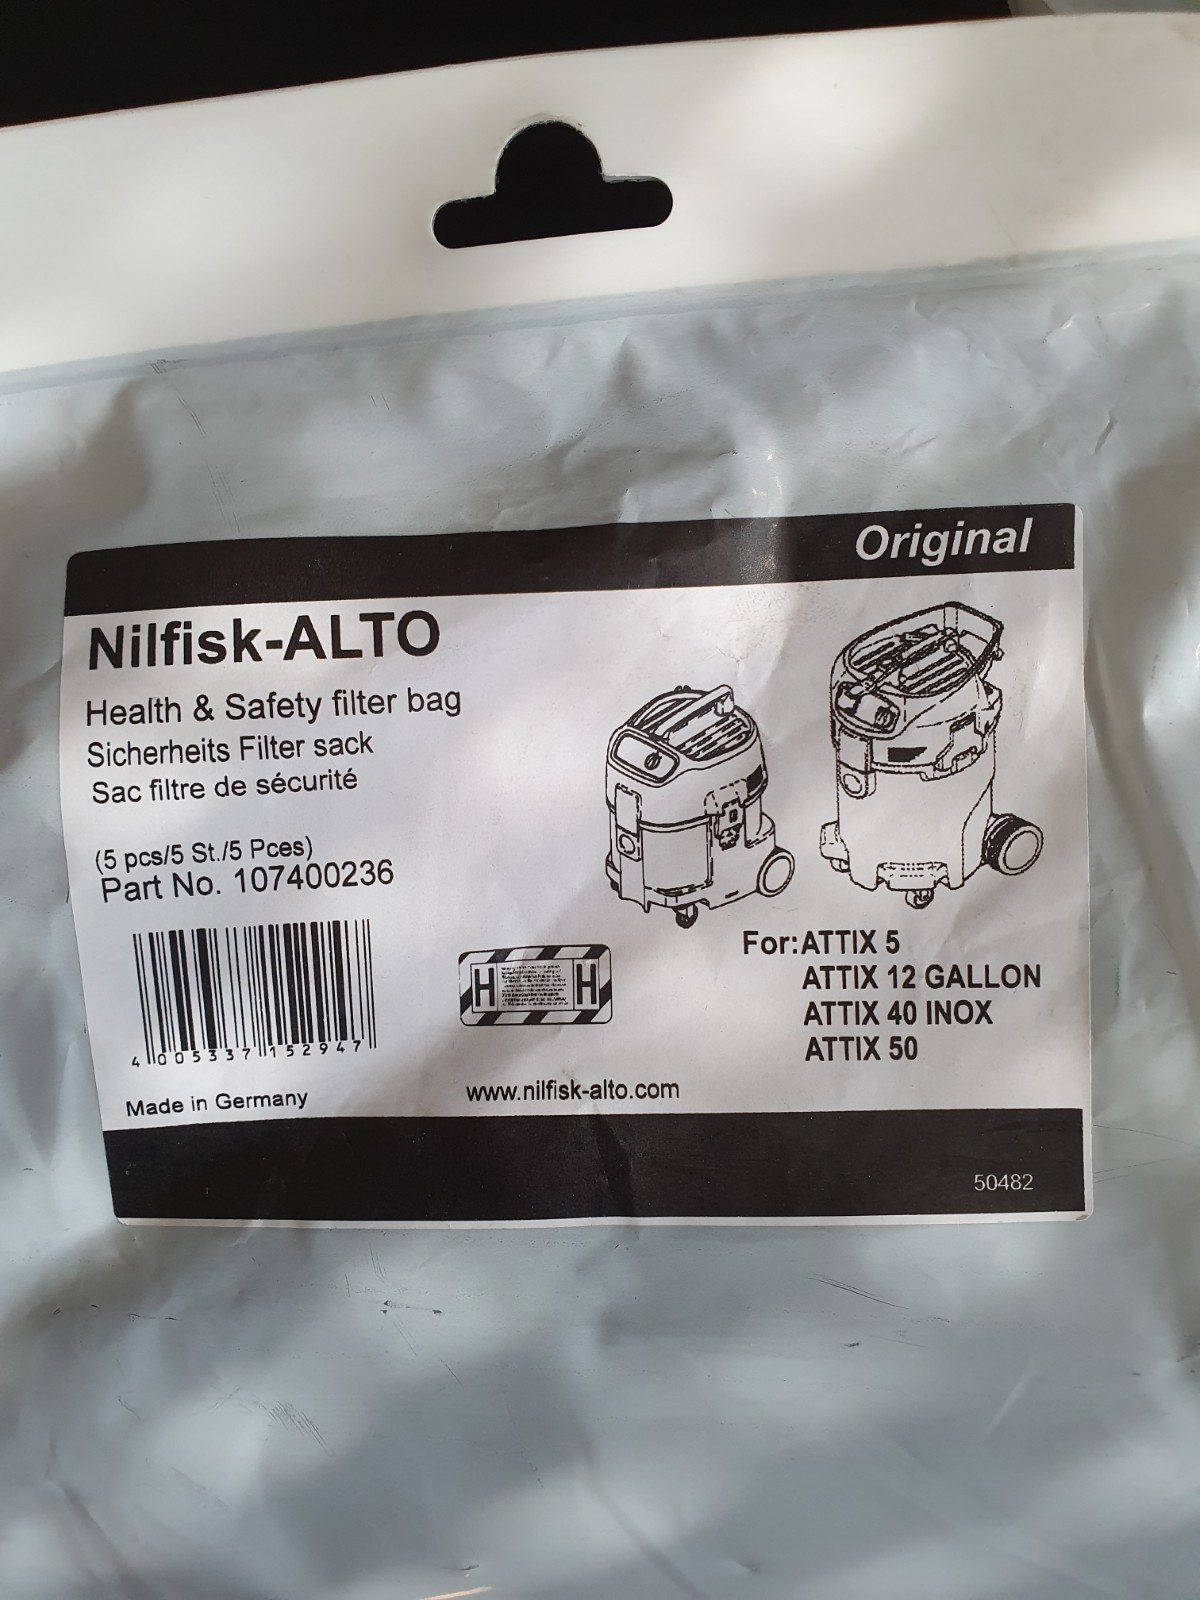 Original
Nilfisk-ALTO
Health & Safety filter bag
Sicherheits Filter sack
Sac filtre de sécurité
(5 pcs/5 St./5 Pces)
Part No. 107400236
4 005337 152947
Made in Germany
H H
www.nilfisk-alto.com
For: ATTIX 5
ATTIX 12 GALLON
ATTIX 40 INOX
ATTIX 50
50482